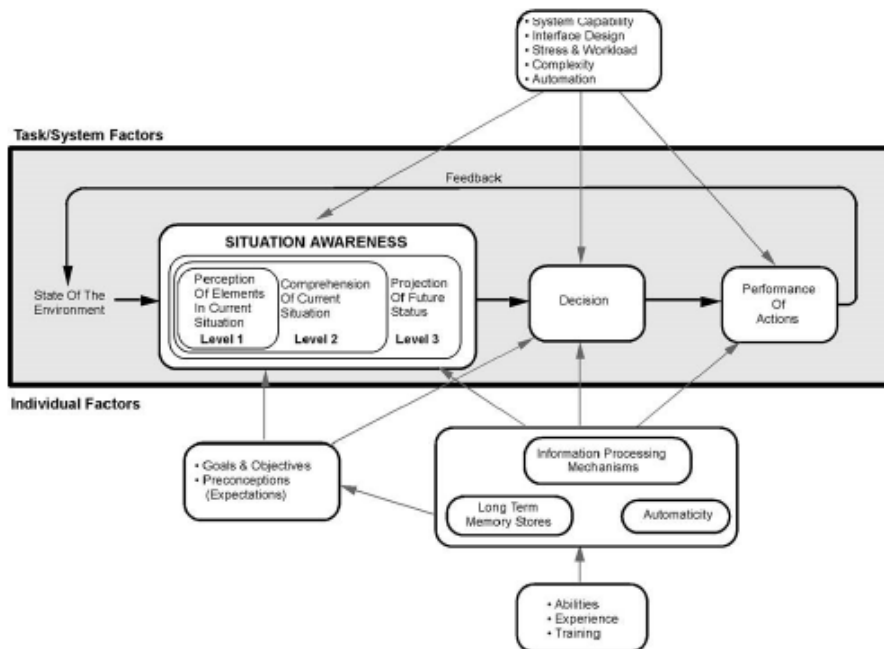 • System Capability
• Interface Design
• Stress & Workload
• Complexity
• Automation
Task/System Factors
Feedback
SITUATION AWARENESS
State Of The
Environment
Perception
Of Elements
In Current
Situation
Level 1
Comprehension
Of Current
Situation
Level 2
Projection
Of Future
Status
Level 3
Decision
Performance
Of
Actions
Individual Factors
• Goals & Objectives
• Preconceptions
(Expectations)
Information Processing
Mechanisms
Long Term
Memory Stores
Automaticity
• Abilities
• Experience
• Training